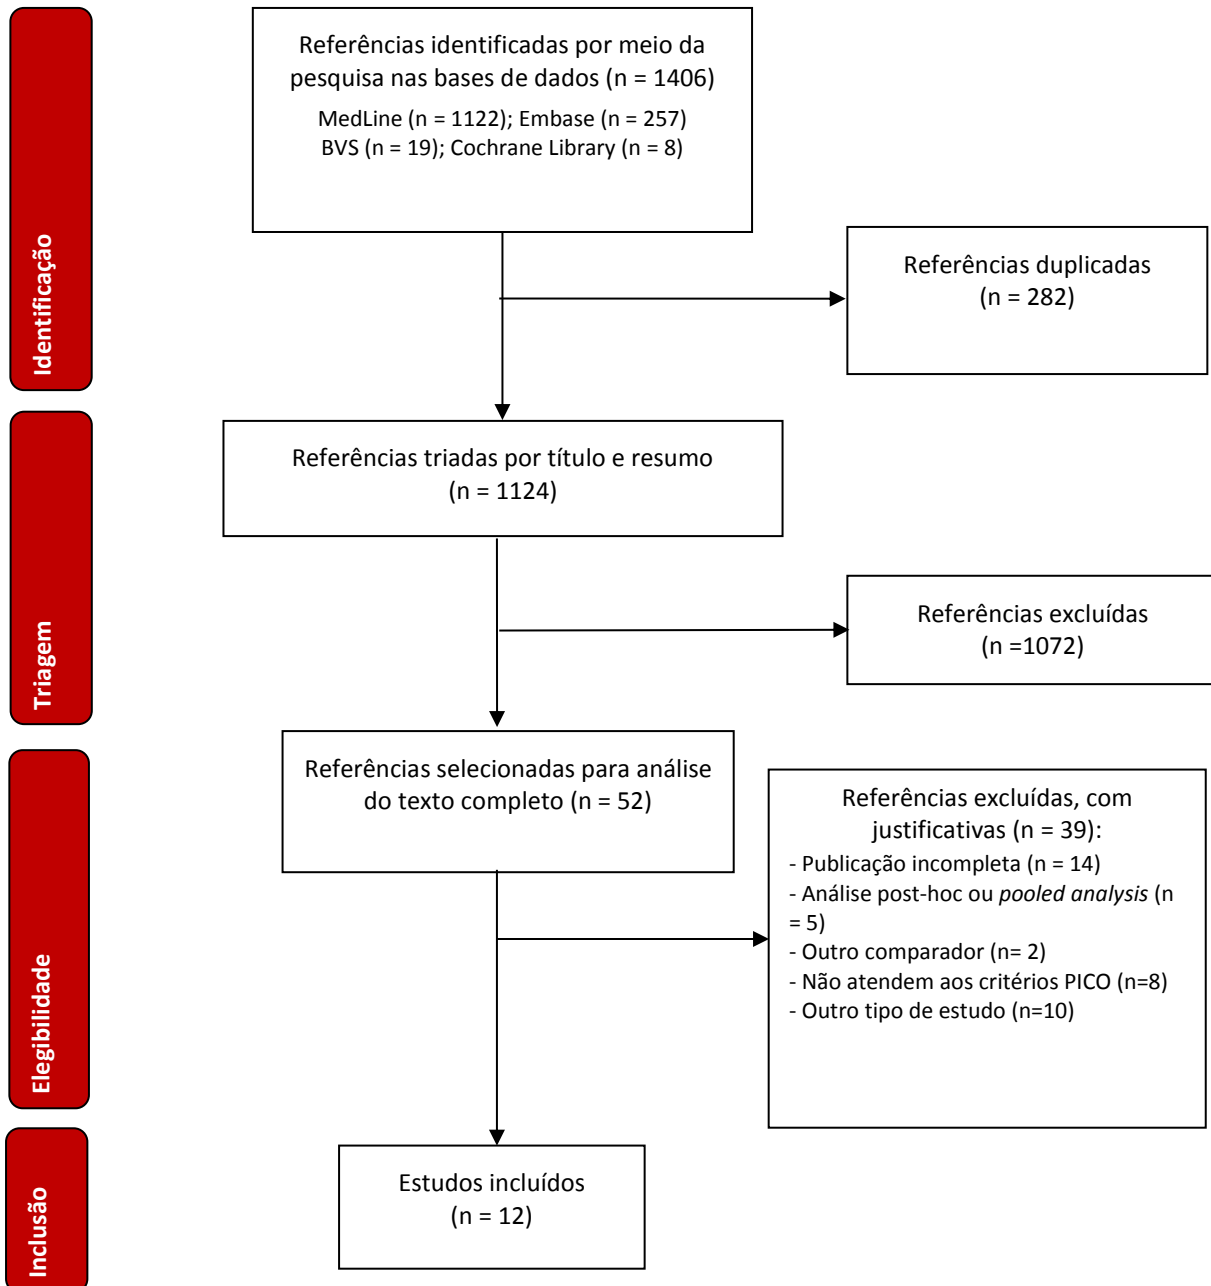 Identificação
Referências identificadas por meio da
pesquisa nas bases de dados (n = 1406)
MedLine (n = 1122); Embase (n = 257)
BVS (n = 19); Cochrane Library (n = 8)
Referências duplicadas
(n = 282)
Triagem
Referências triadas por título e resumo
(n = 1124)
Referências excluídas
(n =1072)
Elegibilidade
Referências selecionadas para análise
do texto completo (n = 52)
Referências excluídas, com
justificativas (n = 39):
- Publicação incompleta (n = 14)
- Análise post-hoc ou pooled analysis (n
= 5)
- Outro comparador (n= 2)
- Não atendem aos critérios PICO (n=8)
- Outro tipo de estudo (n=10)
Inclusão
Estudos incluídos
(n = 12)